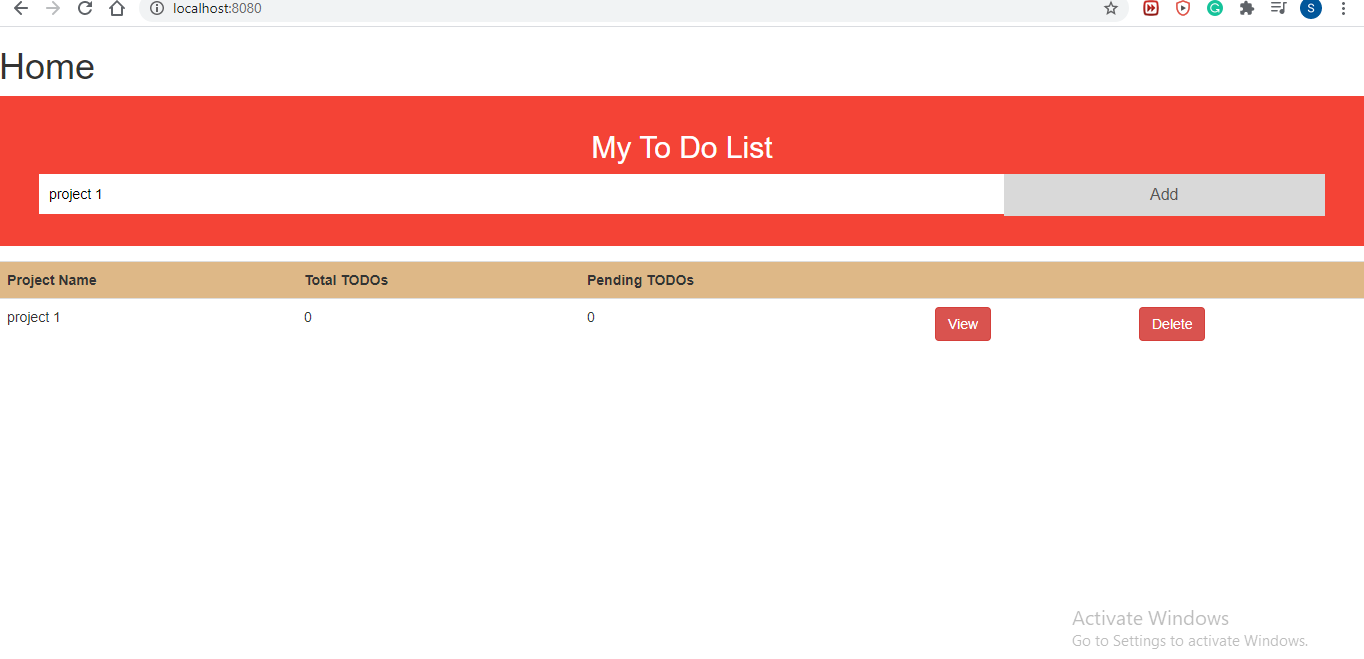 localhost:8080
S
Home
My To Do List
project 1 Add
Project Name Total TODOs Pending TODOs
project 1 0 0 View Delete
Activate Windows
Go to Settings to activate Windows.